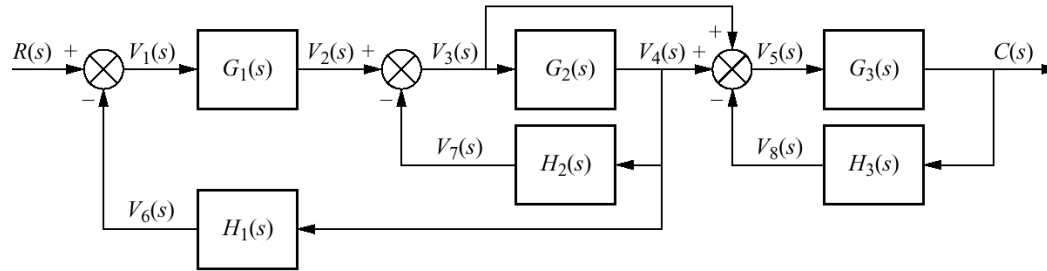 +
R(s) + V₁(s) G₁(s) V₂(s) + V₃(s) G₂(s) V₄(s) + V₅(s) G₃(s) C(s)
− − −
V₇(s) H₂(s) V₈(s) H₃(s)
V₆(s) H₁(s)